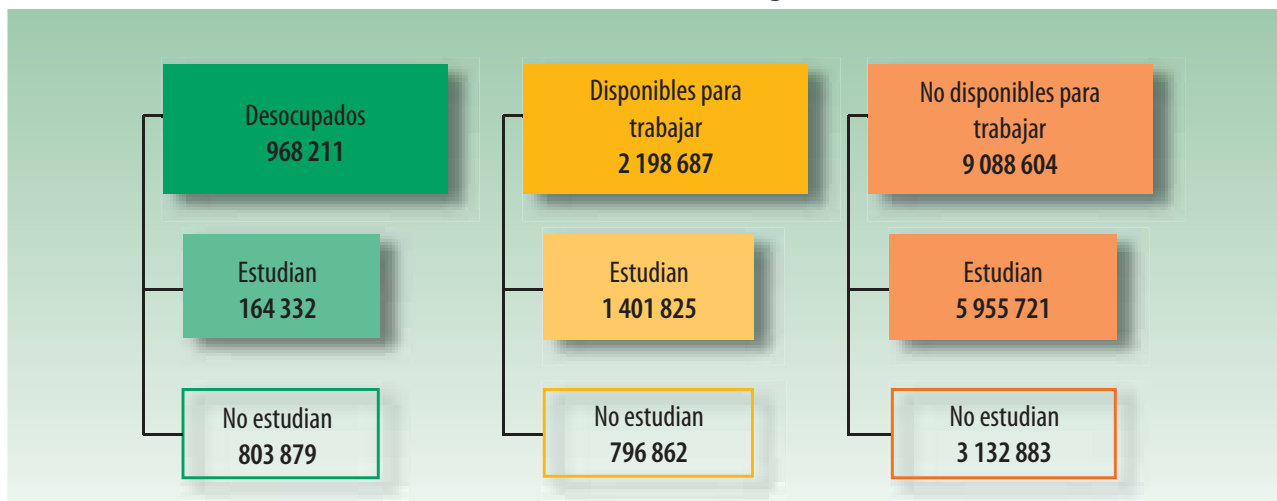 Desocupados
968 211
Disponibles para
trabajar
2 198 687
No disponibles para
trabajar
9 088 604
Estudian
164 332
Estudian
1 401 825
Estudian
5 955 721
No estudian
803 879
No estudian
796 862
No estudian
3 132 883